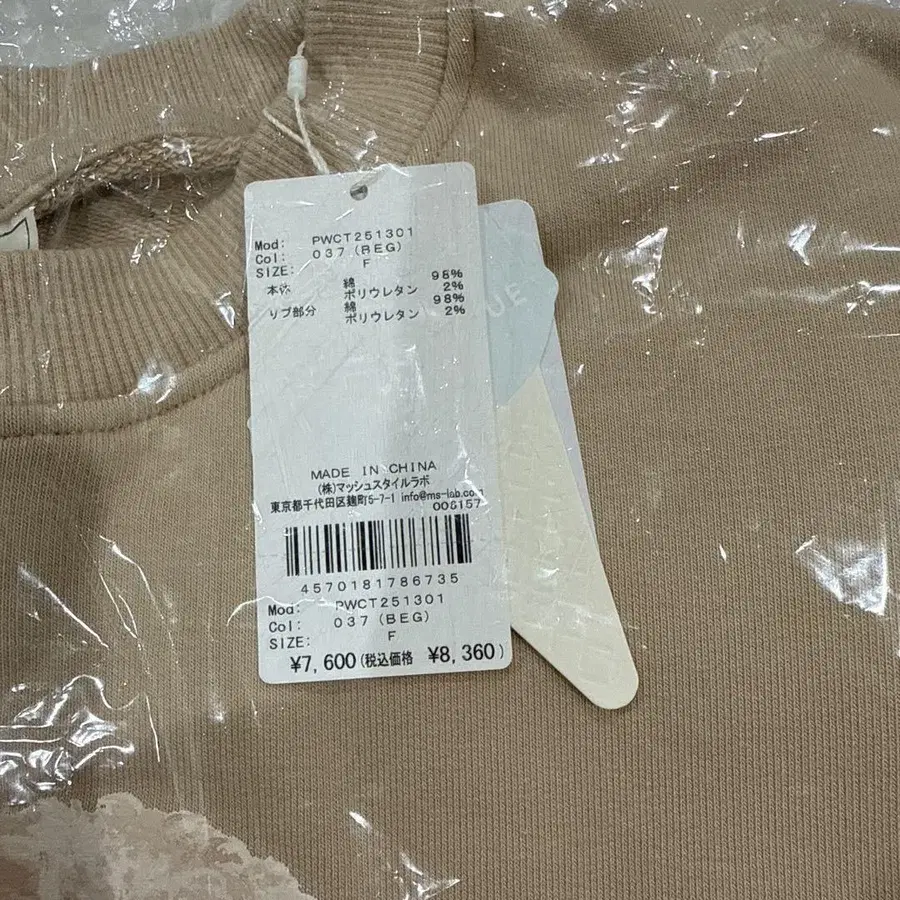 Mod: PWCT251301
Col: 037(BEG)
SIZE: F
本体 綿 98%
ポリウレタン 2%
リブ部分 綿 98%
ポリウレタン 2%
MADE IN CHINA
(株)マッシュスタイルラボ
東京都千代田区麹町5-7-1 info@ms-lab.com
006157
4570181786735
Mod: PWCT251301
Col: 037(BEG)
SIZE: F
¥7,600(税込価格 ¥8,360)